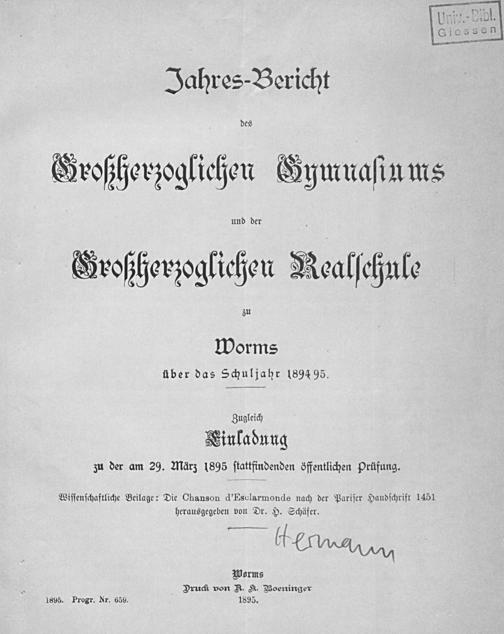 Univ.-Bibl.
Giessen
Jahres-Bericht
des
Großherzoglichen Gymnasiums
und der
Großherzoglichen Realschule
zu
Worms
über das Schuljahr 1894 95.
Zugleich
Einladung
zu der am 29. März 1895 stattfindenden öffentlichen Prüfung.
Wissenschaftliche Beilage: Die Chanson d'Esclarmonde nach der Pariser Handschrift 1451
herausgegeben von Dr. H. Schäfer.
Hermann
Worms
Druck von A. K. Boeninger
1895. Progr. Nr. 659.
1895.